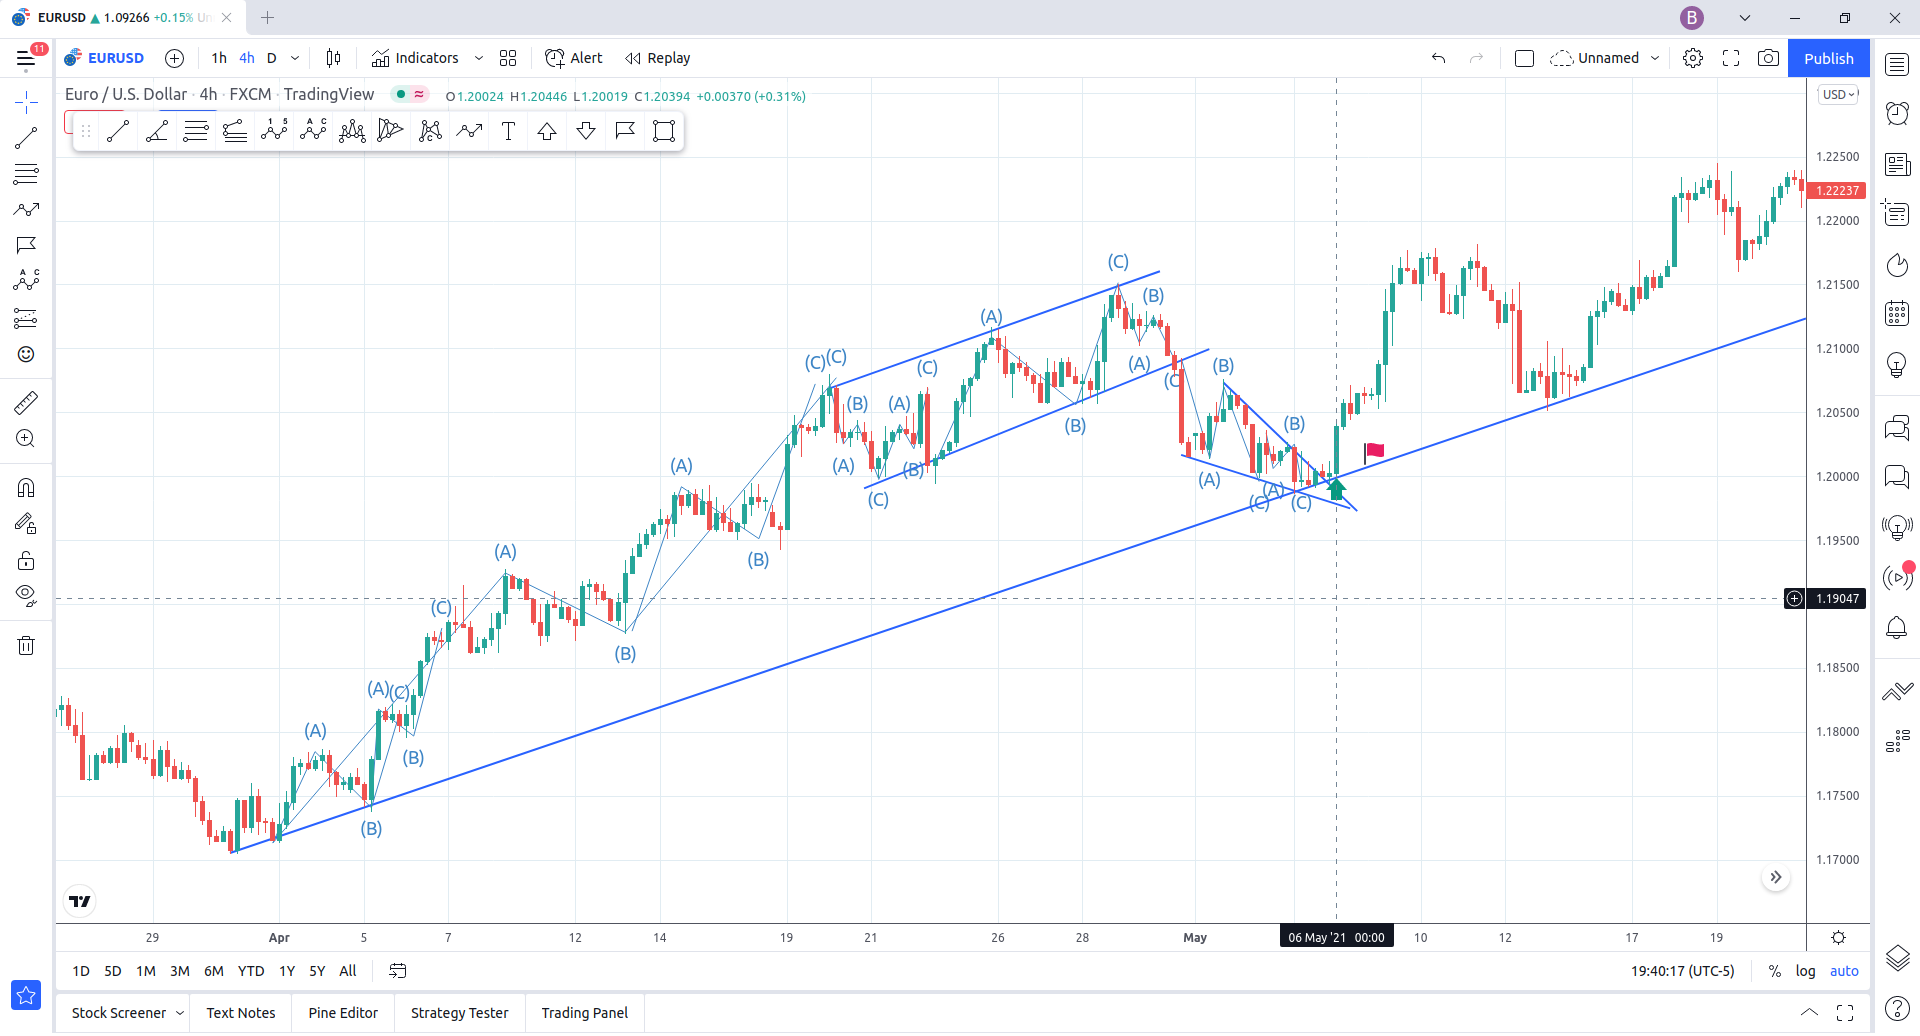 EURUSD ▲ 1.09266 +0.15% Un
B
11
EURUSD
1h 4h D
Indicators
Alert
Replay
Unnamed
Publish
Euro / U.S. Dollar · 4h · FXCM · TradingView
O1.20024 H1.20446 L1.20019 C1.20394 +0.00370 (+0.31%)
USD
1.22500
1.22237
1.22000
1.21500
1.21000
1.20500
1.20000
1.19500
1.19047
1.18500
1.18000
1.17500
1.17000
(C)
(B)
(A)
(C)(C)
(C)
(A)
(B)
(B)
(A)
(C)
(B)
(B)
(A)
(B)
(A)
(C)
(A)
(B)
(A)
(C)
(C)
(A)
(B)
(B)
(C)
(A)(C)
(A)
(B)
(B)
29 Apr 5 7 12 14 19 21 26 28 May 06 May '21 00:00 10 12 17 19
1D 5D 1M 3M 6M YTD 1Y 5Y All
19:40:17 (UTC-5) % log auto
Stock Screener Text Notes Pine Editor Strategy Tester Trading Panel